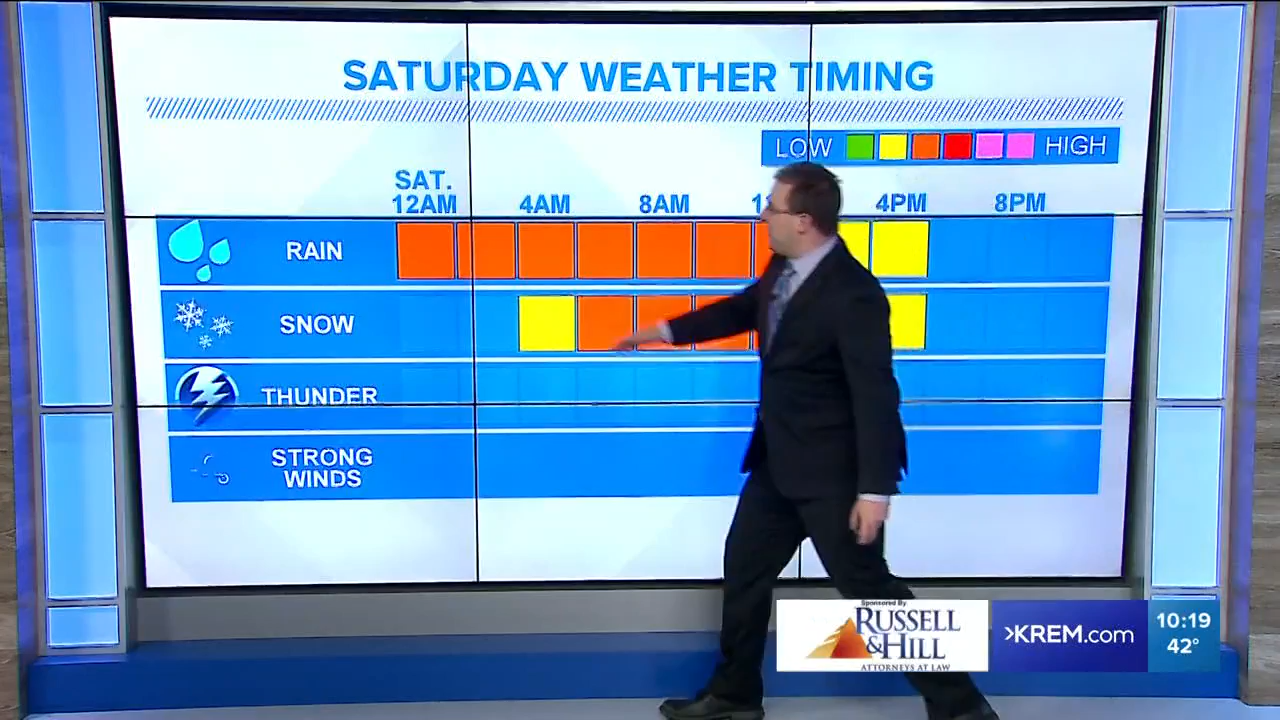 SATURDAY WEATHER TIMING
LOW HIGH
SAT.
12AM 4AM 8AM 4PM 8PM
RAIN
SNOW
THUNDER
STRONG
WINDS
Sponsored By
RUSSELL
& HILL
ATTORNEYS AT LAW
>KREM.com
10:19
42°